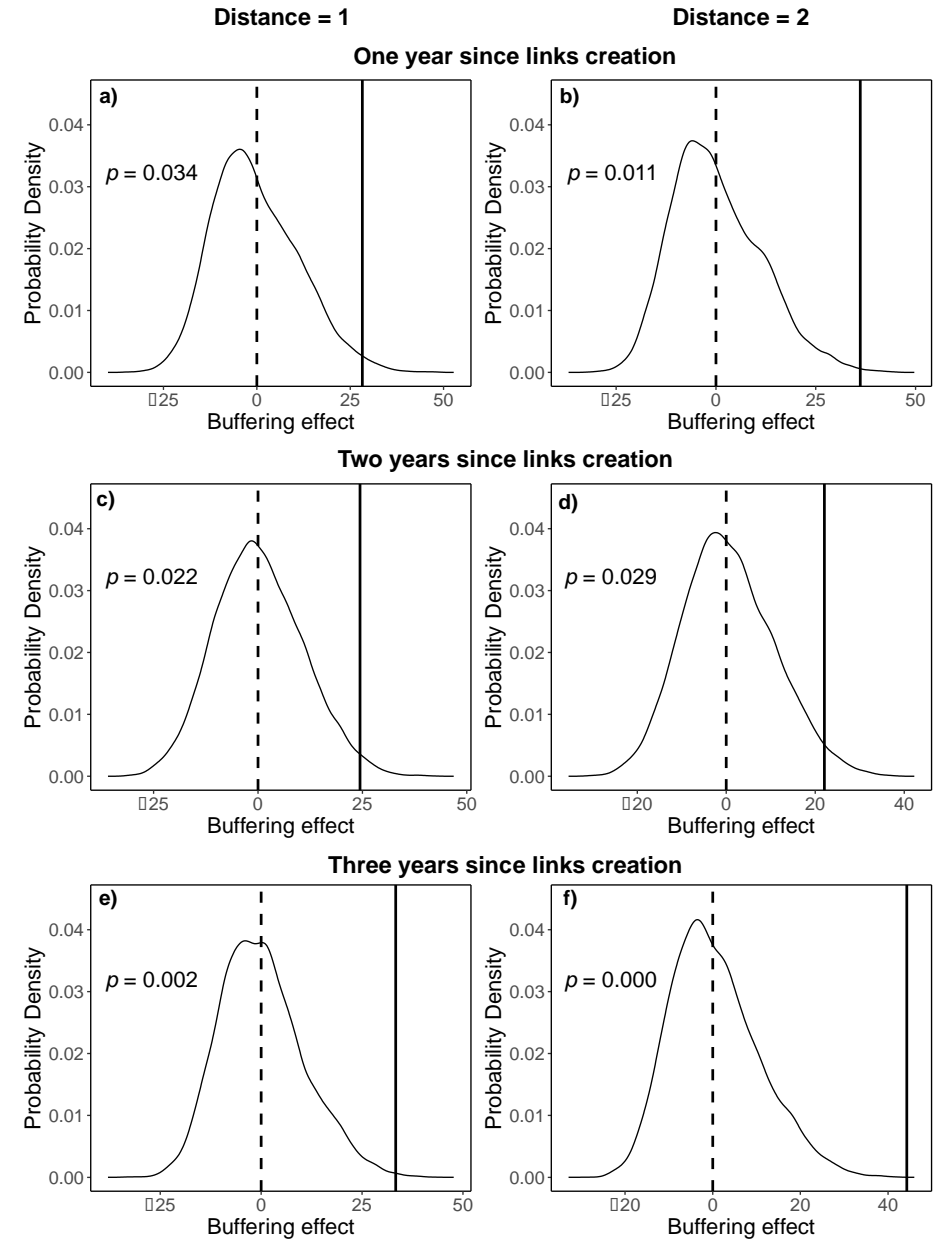 Distance = 1 Distance = 2
One year since links creation
a) b)
0.04 0.04
p = 0.034 p = 0.011
0.03 0.03
0.02 0.02
0.01 0.01
0.00 0.00
Probability Density Probability Density
▯25 0 25 50 ▯25 0 25 50
Buffering effect Buffering effect
Two years since links creation
c) d)
0.04 0.04
p = 0.022 p = 0.029
0.03 0.03
0.02 0.02
0.01 0.01
0.00 0.00
Probability Density Probability Density
▯25 0 25 50 ▯20 0 20 40
Buffering effect Buffering effect
Three years since links creation
e) f)
0.04 0.04
p = 0.002 p = 0.000
0.03 0.03
0.02 0.02
0.01 0.01
0.00 0.00
Probability Density Probability Density
▯25 0 25 50 ▯20 0 20 40
Buffering effect Buffering effect